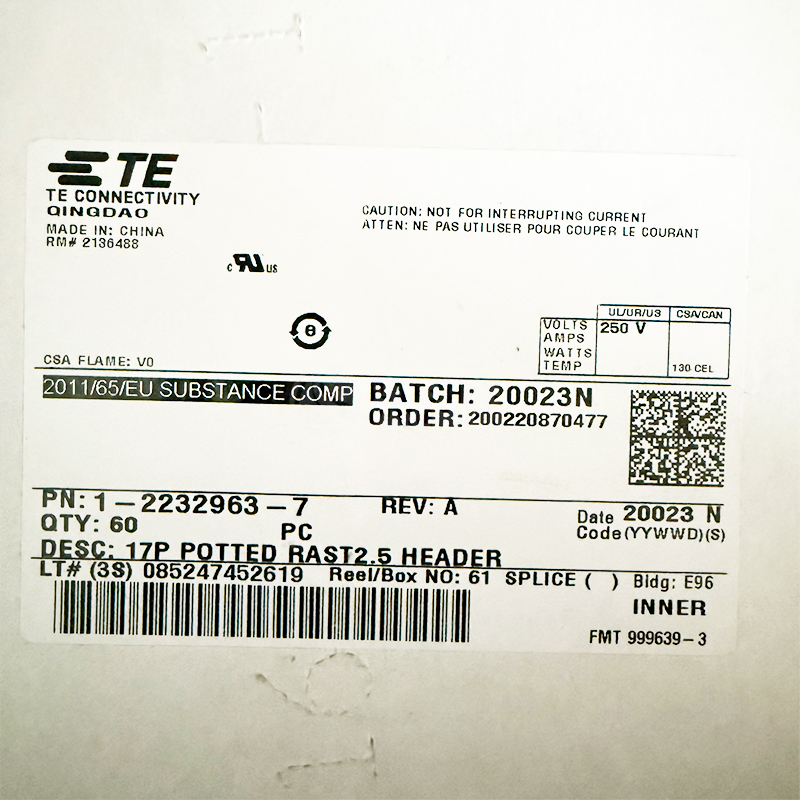 TE
TE CONNECTIVITY
QINGDAO
MADE IN: CHINA
RM# 2136488
CAUTION: NOT FOR INTERRUPTING CURRENT
ATTEN: NE PAS UTILISER POUR COUPER LE COURANT
c RU US
8
UL/UR/US CSA/CAN
VOLTS 250 V
AMPS
WATTS
TEMP 130 CEL
CSA FLAME: V0
2011/65/EU SUBSTANCE COMP
BATCH: 20023N
ORDER: 200220870477
PN: 1-2232963-7 REV: A
QTY: 60 PC
Date 20023 N
Code (YYWWD)(S)
DESC: 17P POTTED RAST2.5 HEADER
LT# (3S) 085247452619 Reel/Box NO: 61 SPLICE ( ) Bldg: E96
INNER
FMT 999639-3